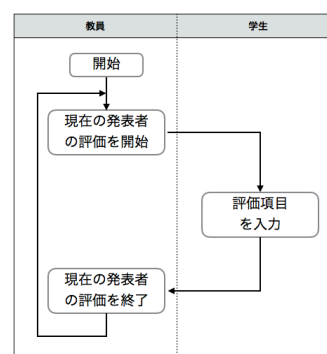 教員
学生
開始
現在の発表者
の評価を開始
評価項目
を入力
現在の発表者
の評価を終了